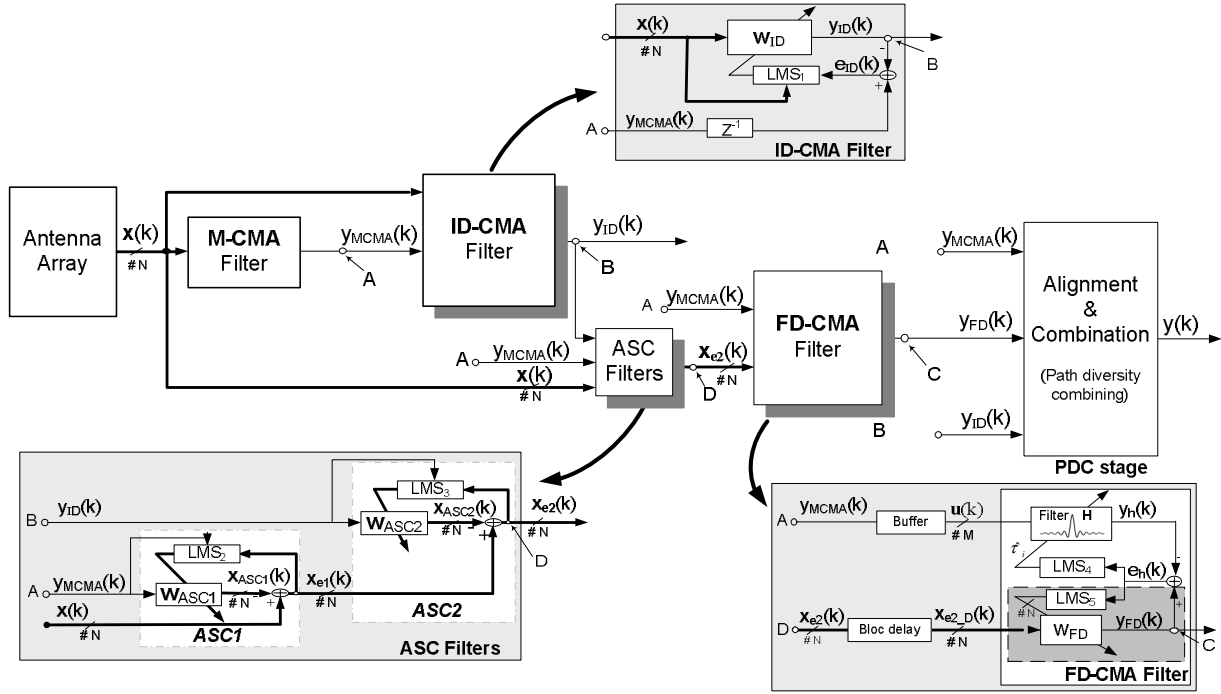 x(k)
# N
W_ID
y_ID(k)
-
B
LMS_1
e_ID(k)
+
A
y_MCMA(k)
Z^-1
ID-CMA Filter
Antenna
Array
x(k)
# N
M-CMA
Filter
y_MCMA(k)
A
ID-CMA
Filter
y_ID(k)
B
A
y_MCMA(k)
x(k)
# N
ASC
Filters
x_e2(k)
# N
D
A
y_MCMA(k)
FD-CMA
Filter
C
A
y_MCMA(k)
y_FD(k)
B
y_ID(k)
Alignment
&
Combination
(Path diversity
combining)
y(k)
PDC stage
B
y_ID(k)
LMS_3
W_ASC2
x_ASC2(k)
# N
-
+
x_e2(k)
# N
D
ASC2
A
y_MCMA(k)
LMS_2
W_ASC1
x_ASC1(k)
# N
-
+
x_e1(k)
# N
x(k)
# N
ASC1
ASC Filters
A
y_MCMA(k)
Buffer
u(k)
# M
Filter H
y_h(k)
-
τ̂_i
LMS_4
e_h(k)
LMS_5
# N
+
D
x_e2(k)
# N
Bloc delay
x_e2_D(k)
# N
W_FD
y_FD(k)
C
FD-CMA Filter